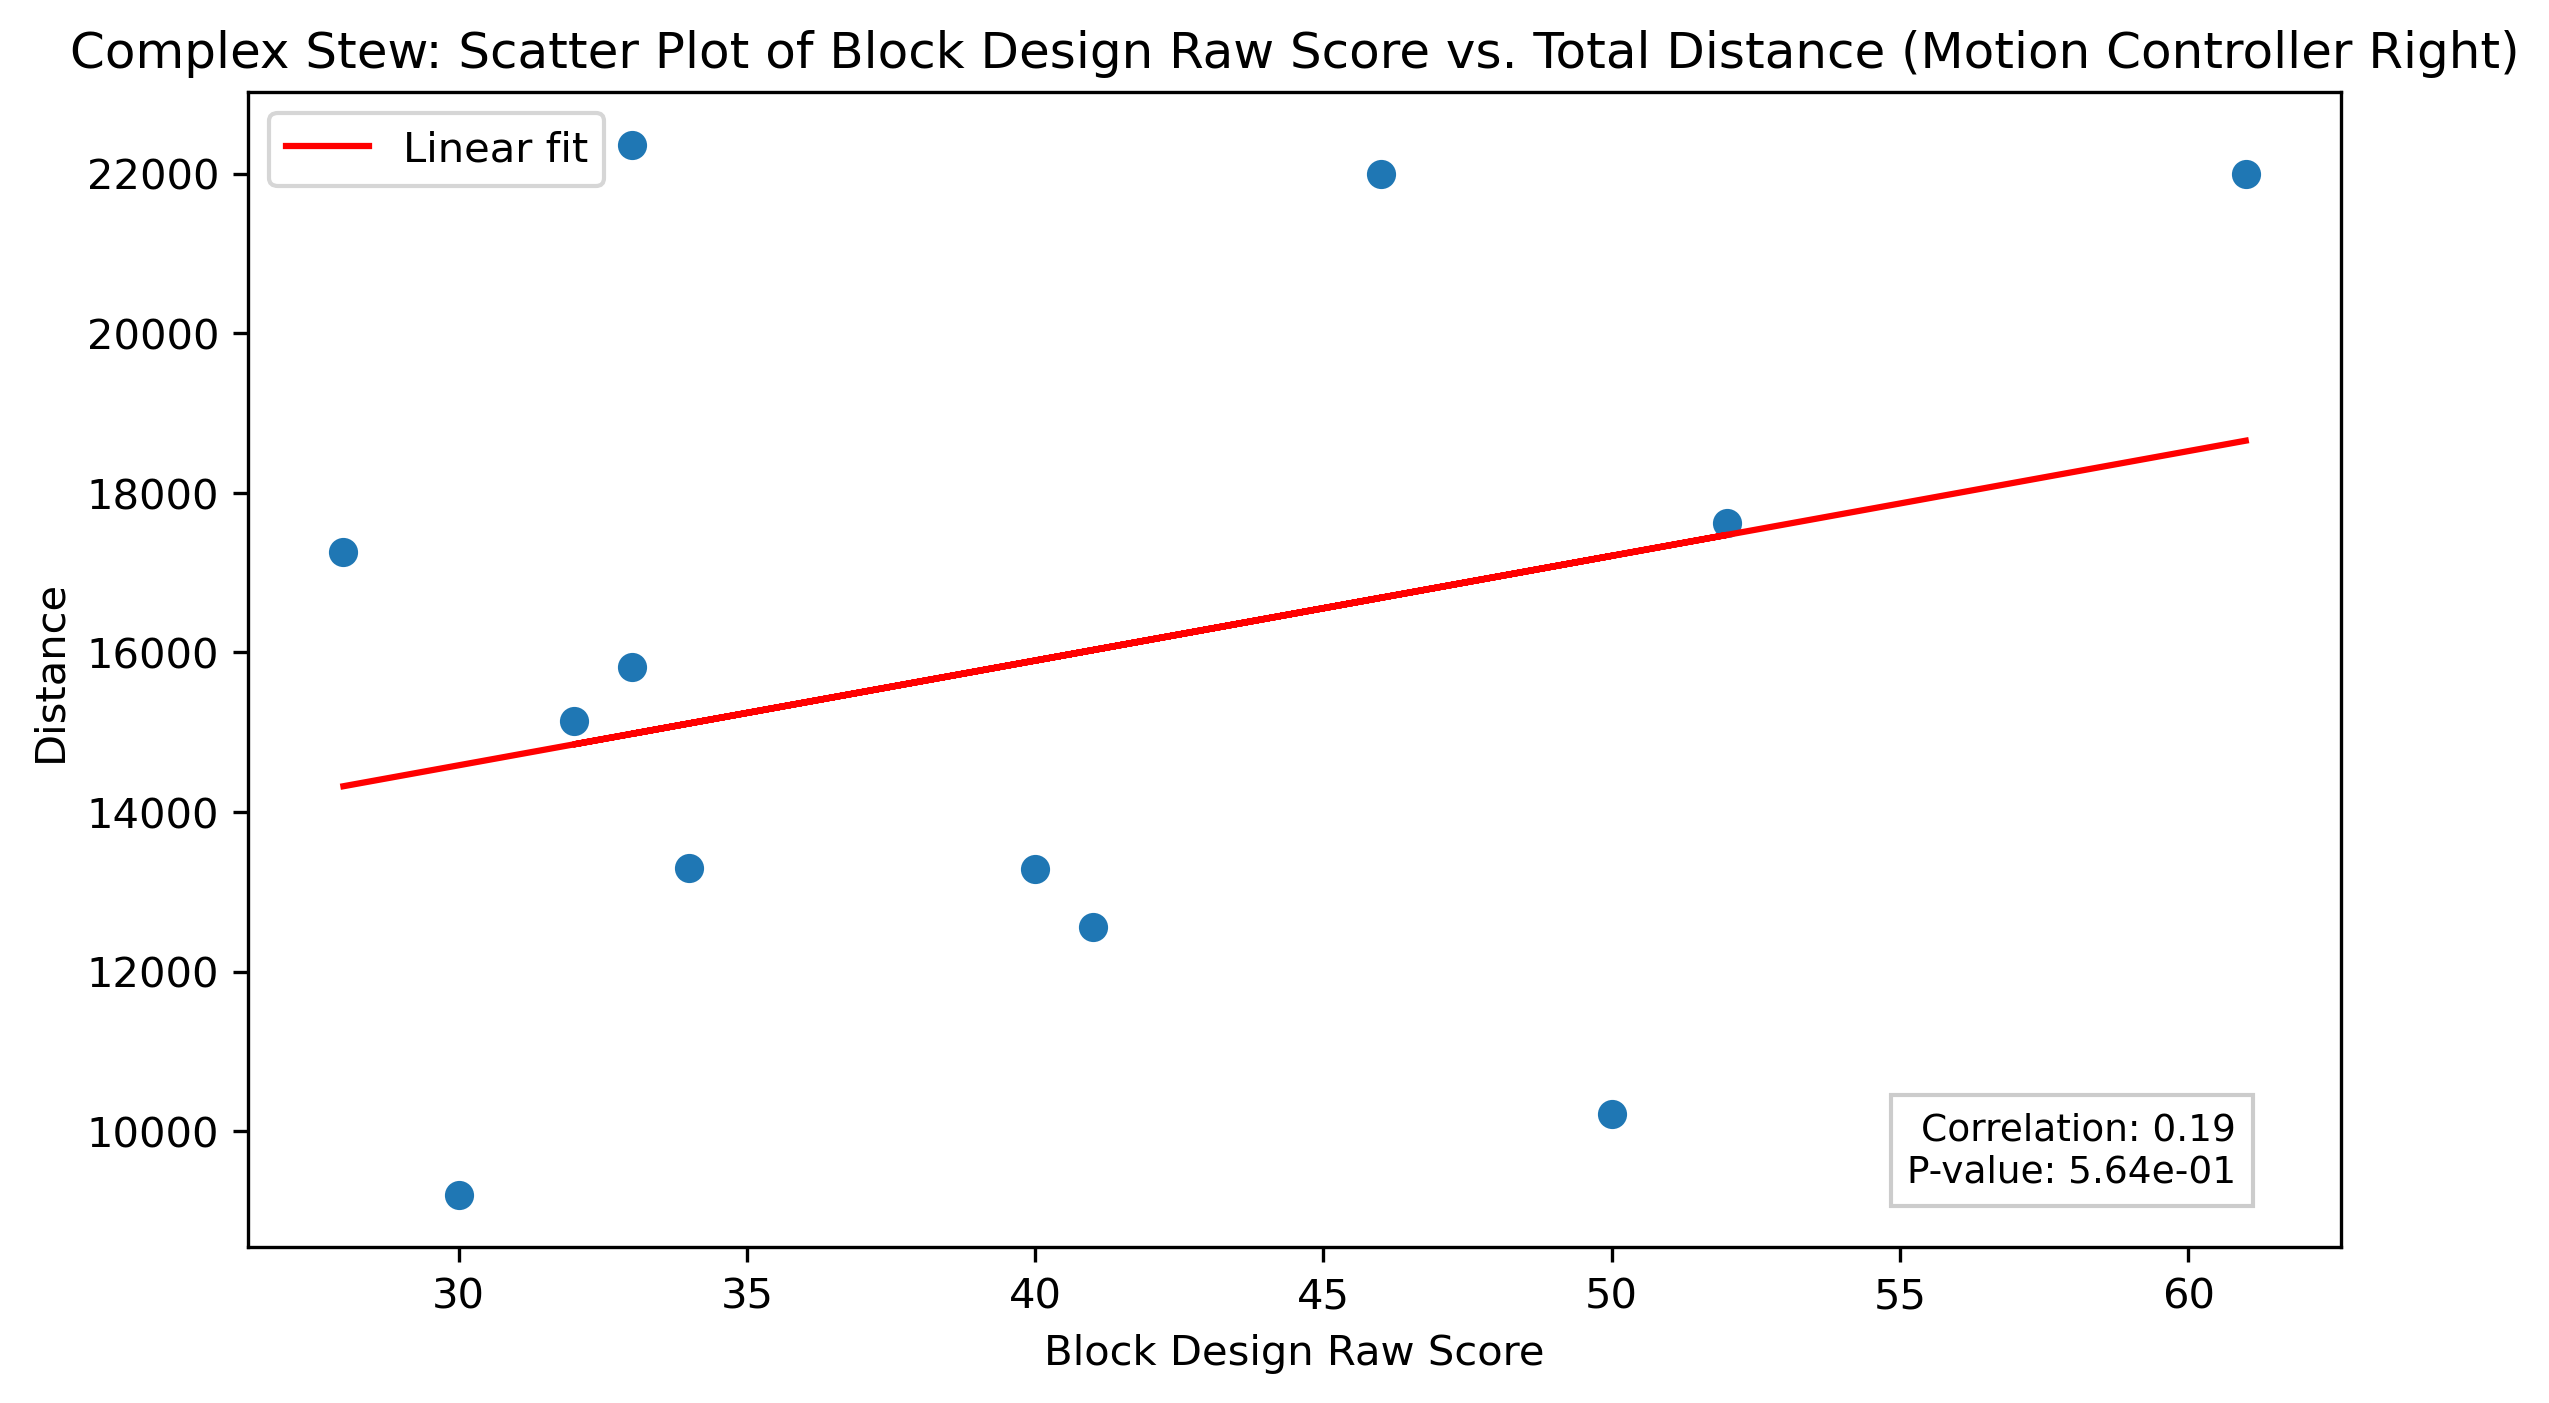 Complex Stew: Scatter Plot of Block Design Raw Score vs. Total Distance (Motion Controller Right)
Linear fit
22000
20000
18000
16000
14000
12000
10000
Distance
Correlation: 0.19
P-value: 5.64e-01
30 35 40 45 50 55 60
Block Design Raw Score